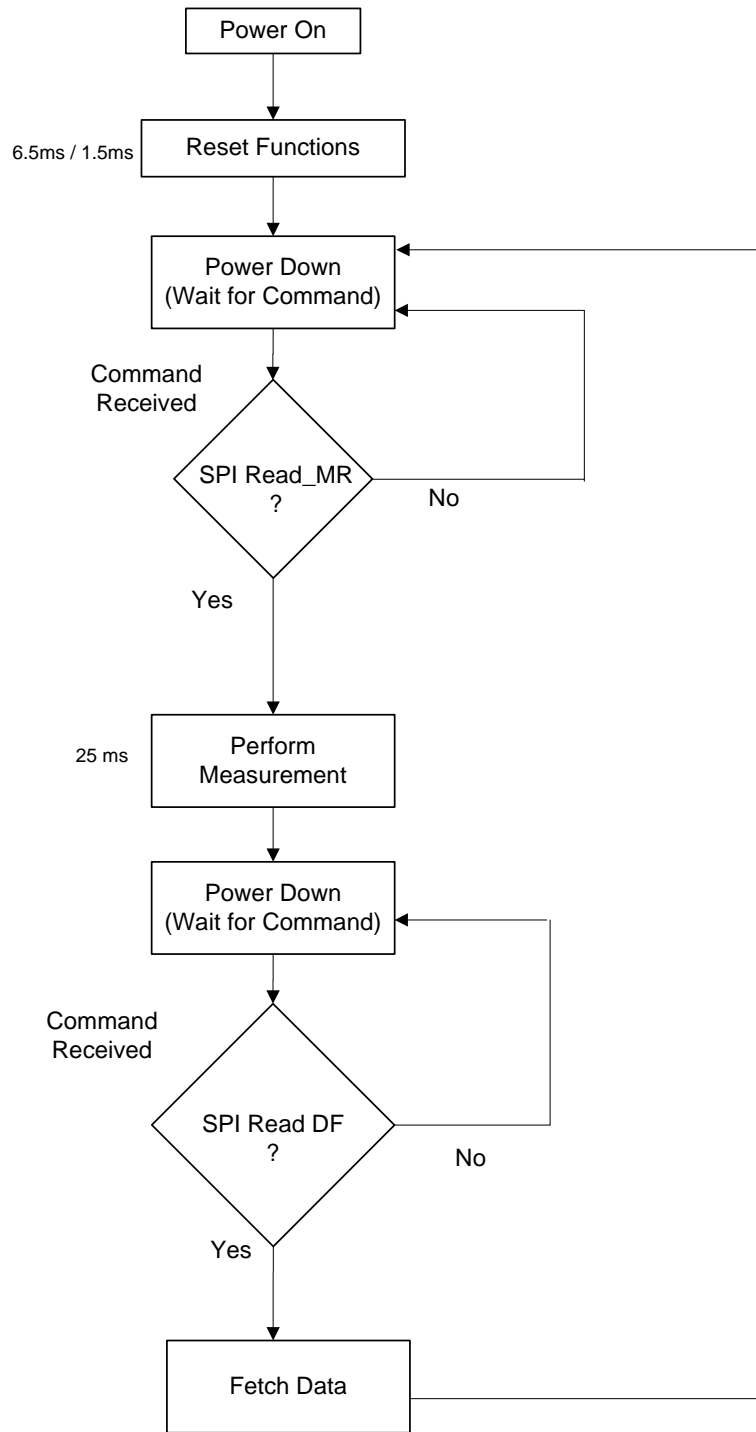 Power On
6.5ms / 1.5ms
Reset Functions
Power Down
(Wait for Command)
Command
Received
SPI Read_MR
?
No
Yes
25 ms
Perform
Measurement
Power Down
(Wait for Command)
Command
Received
SPI Read DF
?
No
Yes
Fetch Data